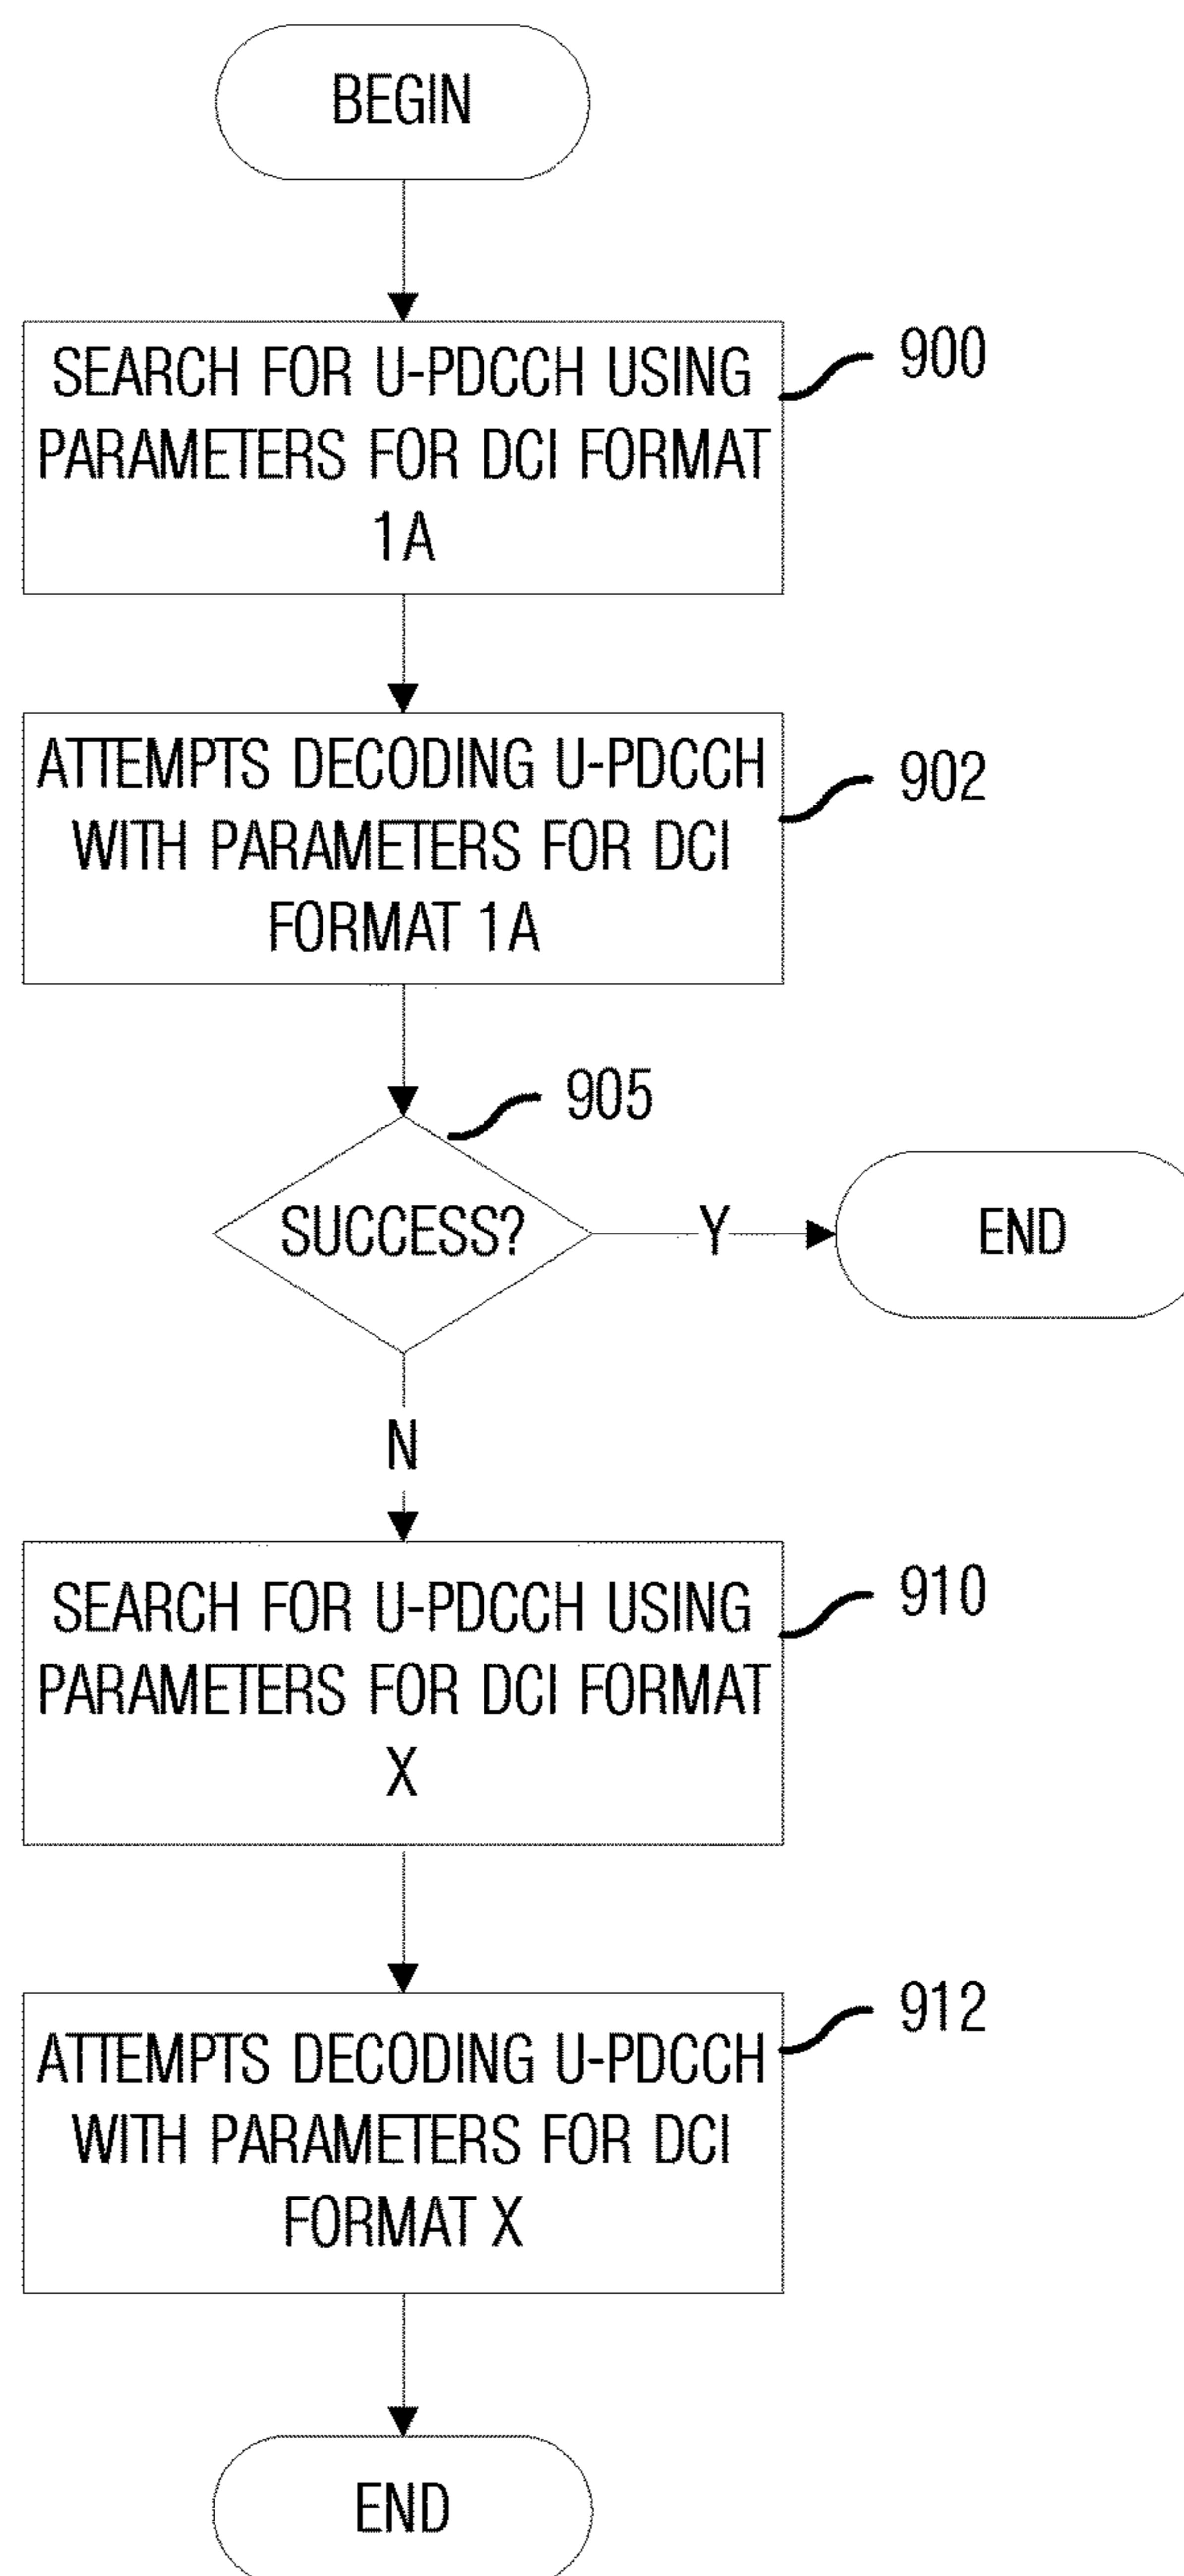 BEGIN
SEARCH FOR U-PDCCH USING
PARAMETERS FOR DCI FORMAT
1A
900
ATTEMPTS DECODING U-PDCCH
WITH PARAMETERS FOR DCI
FORMAT 1A
902
905
SUCCESS?
Y
END
N
SEARCH FOR U-PDCCH USING
PARAMETERS FOR DCI FORMAT
X
910
ATTEMPTS DECODING U-PDCCH
WITH PARAMETERS FOR DCI
FORMAT X
912
END